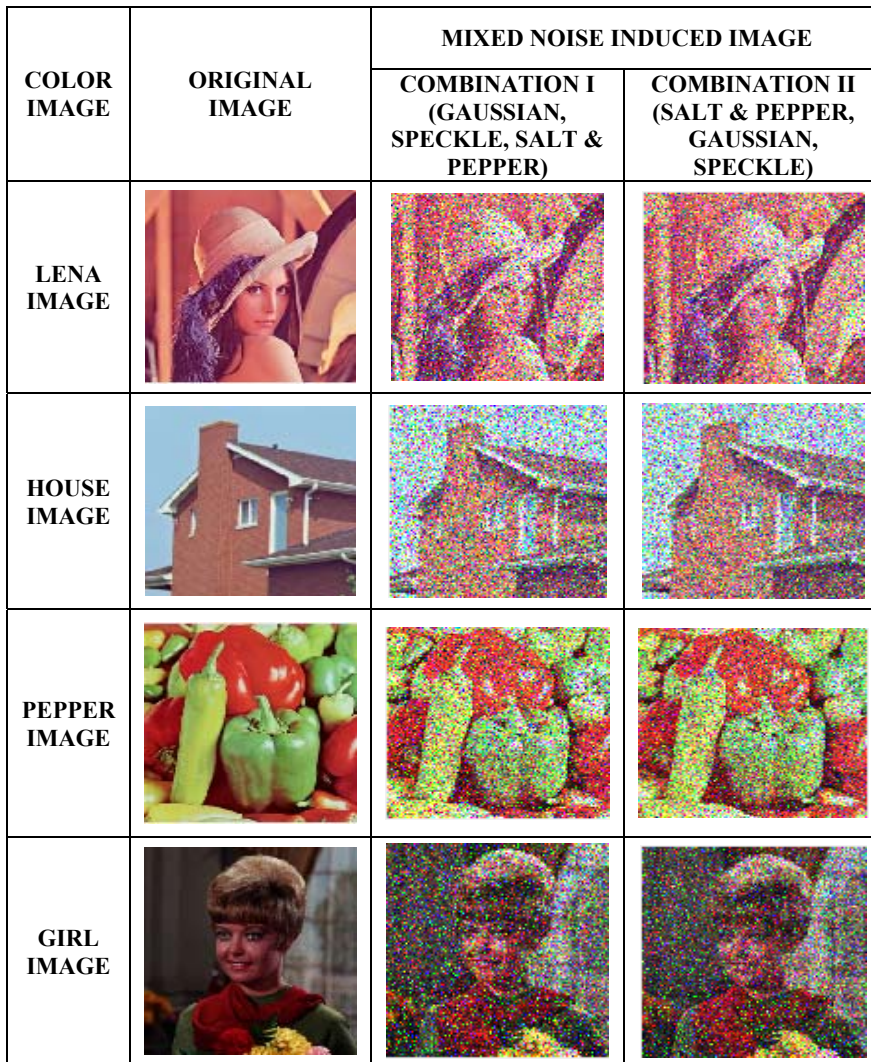 COLOR
IMAGE
ORIGINAL
IMAGE
MIXED NOISE INDUCED IMAGE
COMBINATION I
(GAUSSIAN,
SPECKLE, SALT &
PEPPER)
COMBINATION II
(SALT & PEPPER,
GAUSSIAN,
SPECKLE)
LENA
IMAGE
HOUSE
IMAGE
PEPPER
IMAGE
GIRL
IMAGE